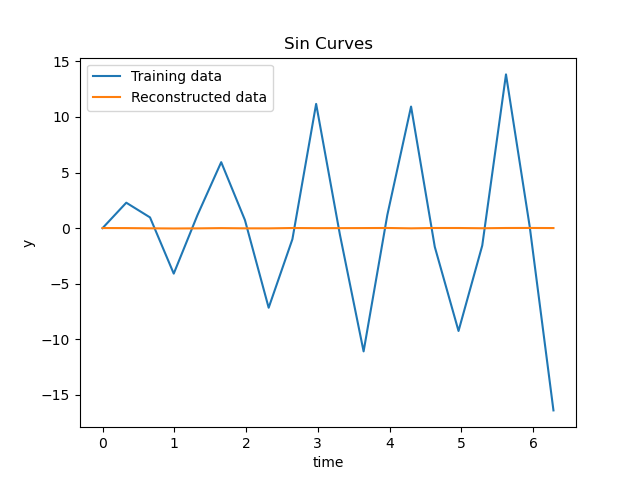 Sin Curves
Training data
Reconstructed data
15
10
5
0
−5
−10
−15
y
0 1 2 3 4 5 6
time